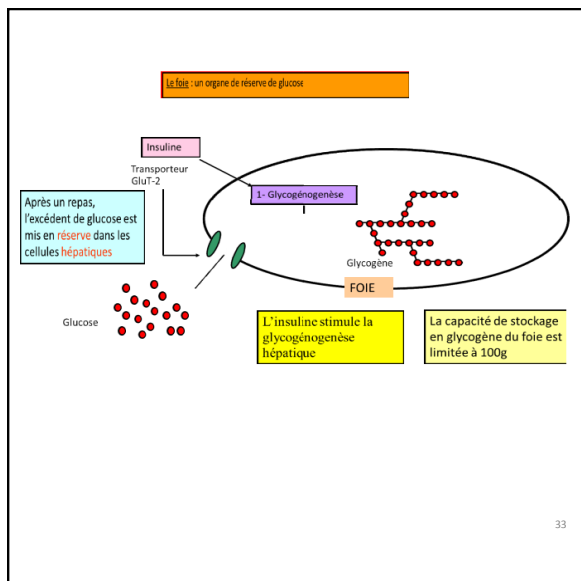 Le foie : un organe de réserve de glucose
Insuline
Transporteur
GluT-2
1- Glycogénogenèse
Après un repas,
l'excédent de glucose est
mis en réserve dans les
cellules hépatiques
Glycogène
FOIE
Glucose
L'insuline stimule la
glycogénogenèse
hépatique
La capacité de stockage
en glycogène du foie est
limitée à 100g
33